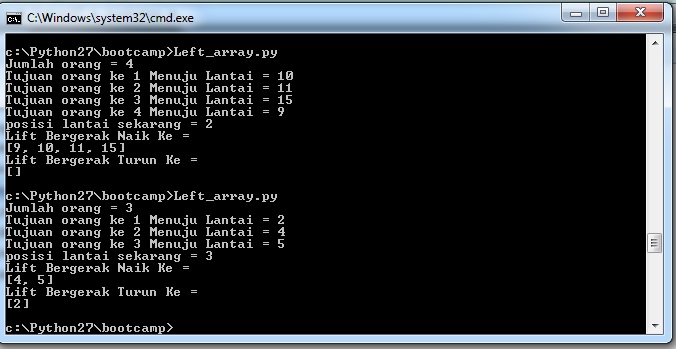 C:\Windows\system32\cmd.exe
c:\Python27\bootcamp>Left_array.py
Jumlah orang = 4
Tujuan orang ke 1 Menuju Lantai = 10
Tujuan orang ke 2 Menuju Lantai = 11
Tujuan orang ke 3 Menuju Lantai = 15
Tujuan orang ke 4 Menuju Lantai = 9
posisi lantai sekarang = 2
Lift Bergerak Naik Ke =
[9, 10, 11, 15]
Lift Bergerak Turun Ke =
[]
c:\Python27\bootcamp>Left_array.py
Jumlah orang = 3
Tujuan orang ke 1 Menuju Lantai = 2
Tujuan orang ke 2 Menuju Lantai = 4
Tujuan orang ke 3 Menuju Lantai = 5
posisi lantai sekarang = 3
Lift Bergerak Naik Ke =
[4, 5]
Lift Bergerak Turun Ke =
[2]
c:\Python27\bootcamp>